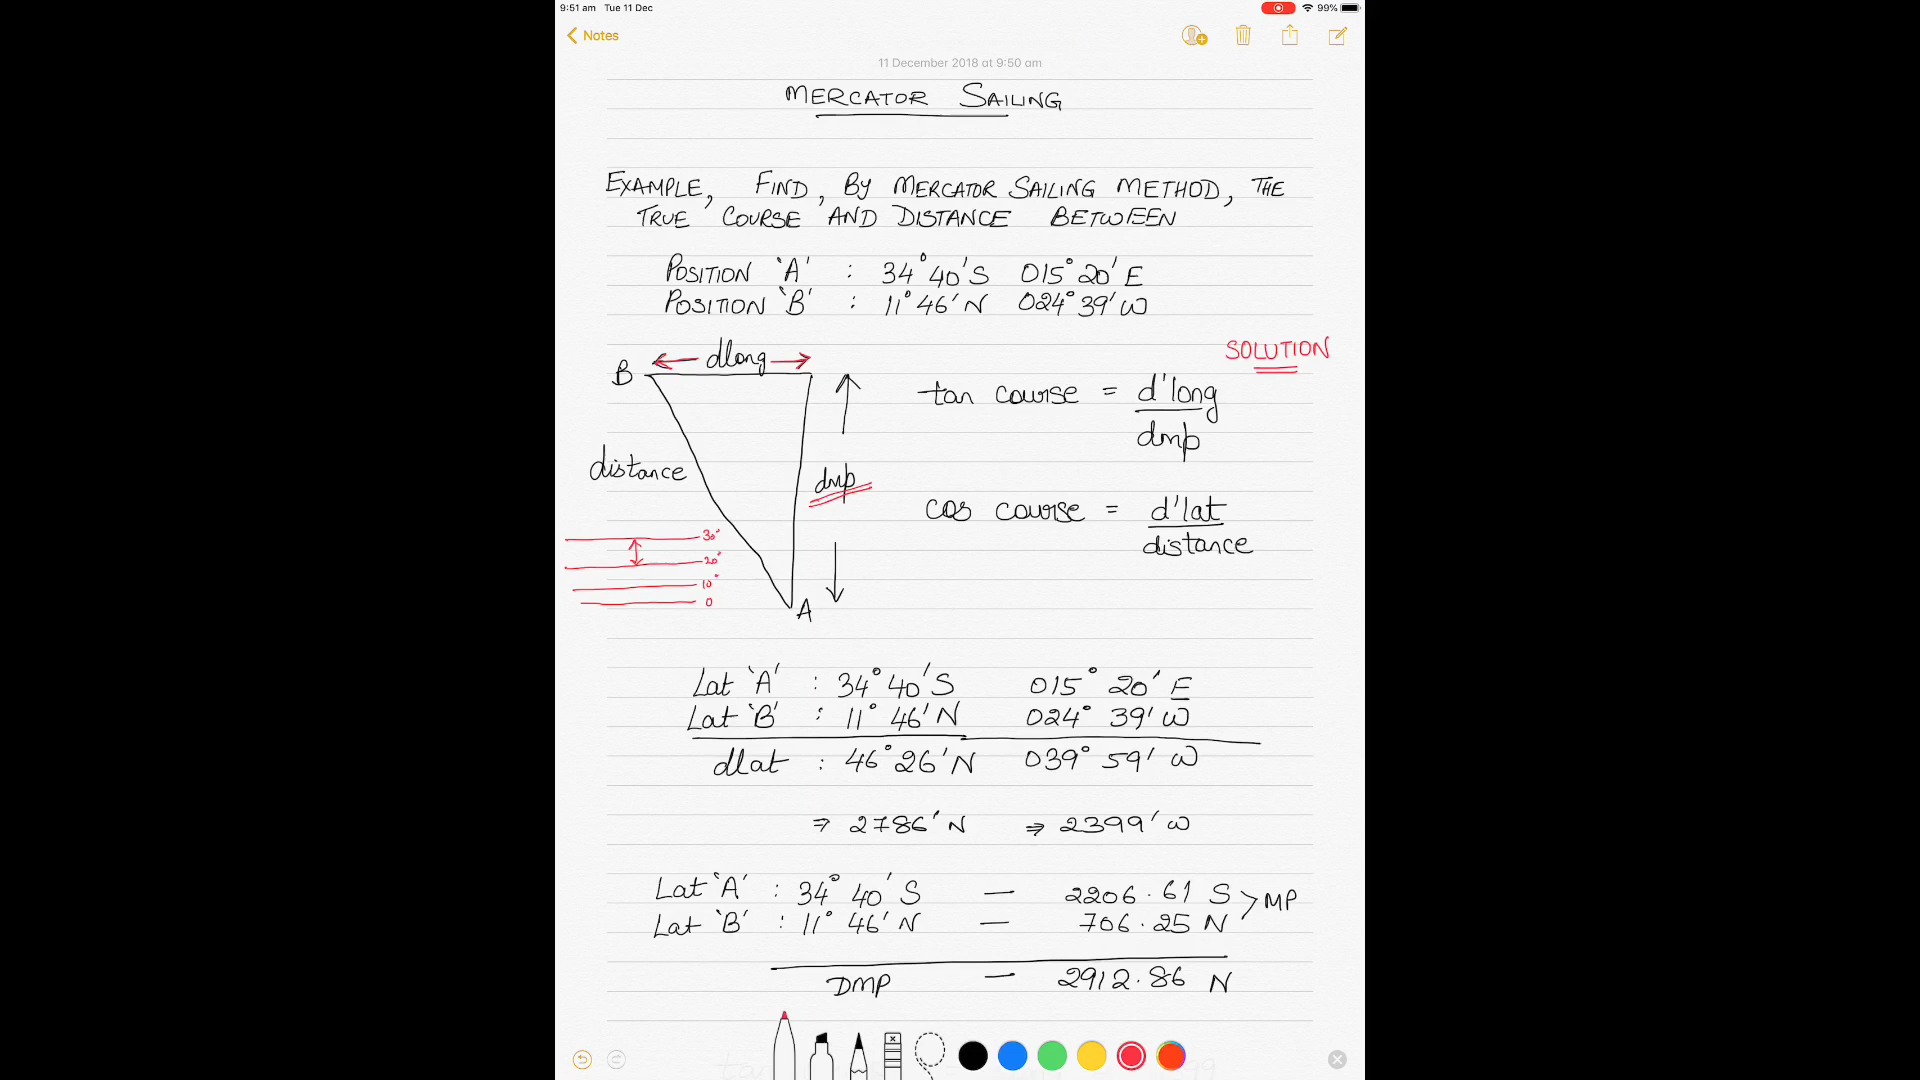 9:51 am Tue 11 Dec 99%
Notes
11 December 2018 at 9:50 am
MERCATOR SAILING
EXAMPLE, FIND, BY MERCATOR SAILING METHOD, THE
TRUE COURSE AND DISTANCE BETWEEN
POSITION 'A' : 34° 40' S 015° 20' E
POSITION 'B' : 11° 46' N 024° 39' W
SOLUTION
B dlong
tan course = d'long
dmp
distance
dmp
cos course = d'lat
distance
30°
20°
10°
0
A
Lat 'A' : 34° 40' S 015° 20' E
Lat 'B' : 11° 46' N 024° 39' W
dlat : 46° 26' N 039° 59' W
⇒ 2786' N ⇒ 2399' W
Lat 'A' : 34° 40' S — 2206.61 S > MP
Lat 'B' : 11° 46' N — 706.25 N
DMP — 2912.86 N